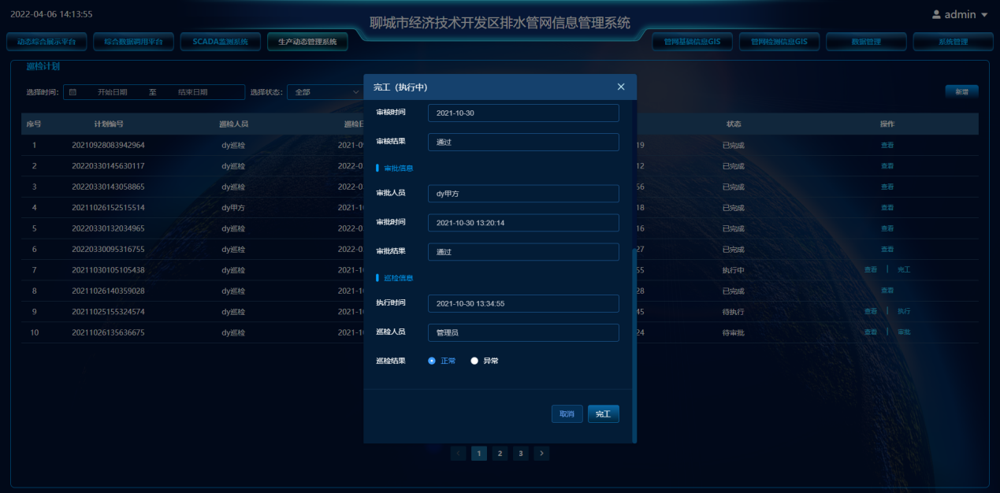 2022-04-06 14:13:55
聊城市经济技术开发区排水管网信息管理系统
admin
动态综合展示平台 综合数据调用平台 SCADA监测系统 生产动态管理系统 管网基础信息GIS 管网检测信息GIS 数据管理 系统管理
巡检计划
选择时间: 开始日期 至 结束日期 选择状态: 全部 新增
完工（执行中）
序号 计划编号 巡检人员 巡检日 状态 操作
1 20210928083942964 dy巡检 2021-09 19 已完成 查看
2 20220330145630117 dy巡检 2022-0 12 已完成 查看
3 20220330143058865 dy巡检 2022-0 56 已完成 查看
4 20211026152515514 dy甲方 2021-1 18 已完成 查看
5 20220330132034965 dy巡检 2022-0 16 已完成 查看
6 20220330095316755 dy巡检 2022-0 27 已完成 查看
7 20211030105105438 dy巡检 2021-1 55 执行中 查看 | 完工
8 20211026140359028 dy巡检 2021-1 28 已完成 查看
9 20211025155324574 dy巡检 2021-1 45 待执行 查看 | 执行
10 20211026135636675 dy巡检 2021-1 24 待审批 查看 | 审批
审核时间 2021-10-30
审核结果 通过
审批信息
审批人员 dy甲方
审批时间 2021-10-30 13:20:14
审批结果 通过
巡检信息
执行时间 2021-10-30 13:34:55
巡检人员 管理员
巡检结果 正常 异常
取消 完工
1 2 3